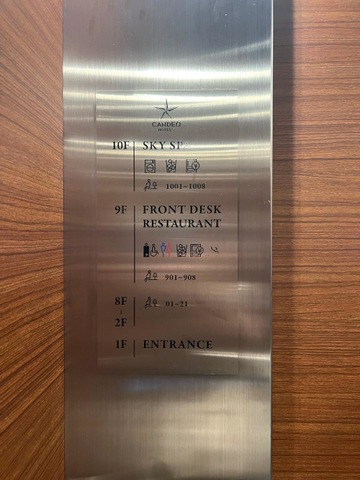 CANDEO
HOTELS
10F SKY SPA
1001–1008
9F FRONT DESK
RESTAURANT
901–908
8F
01–21
2F
1F ENTRANCE